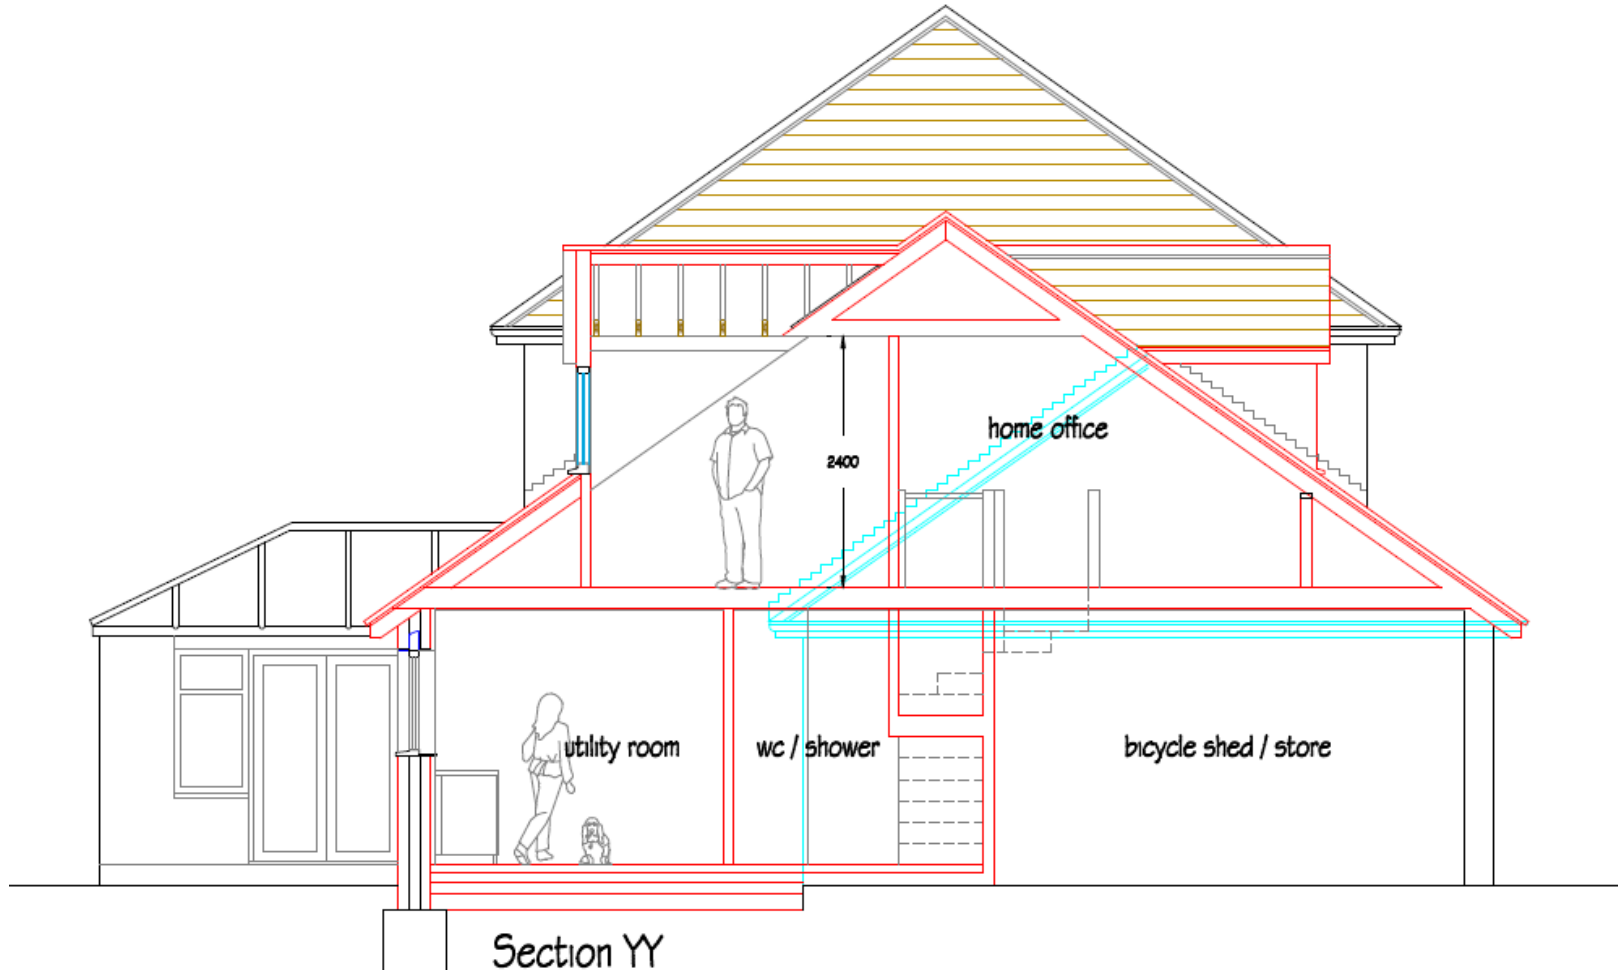 home office
2400
utility room
wc / shower
bicycle shed / store
Section YY